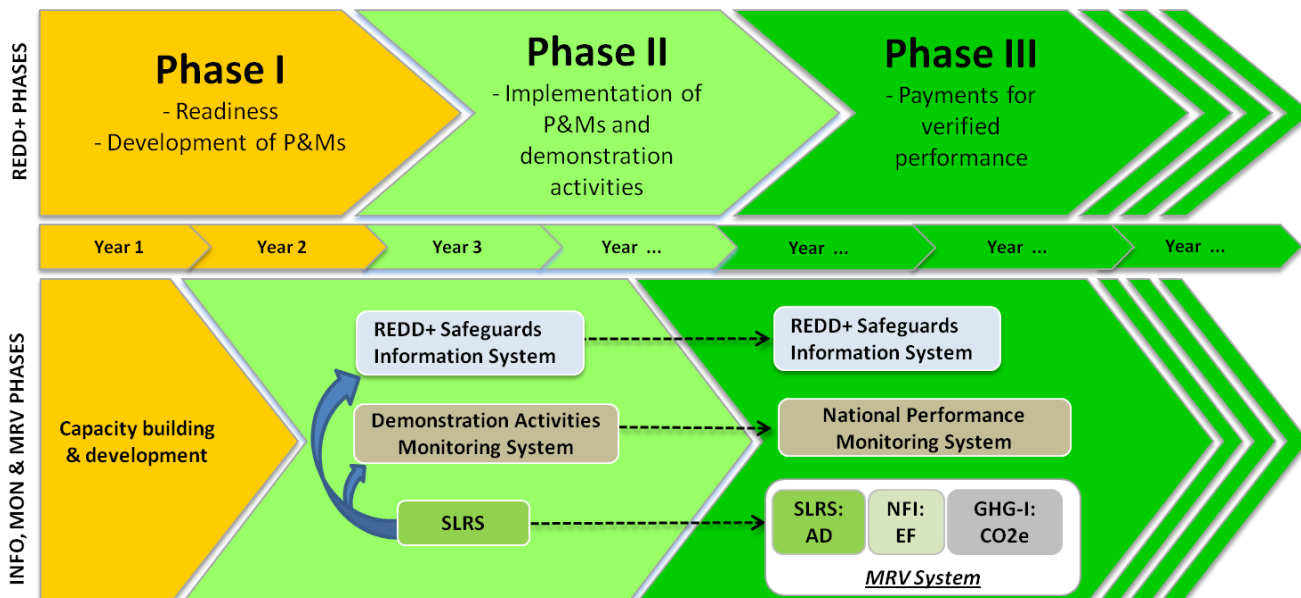 REDD+ PHASES
Phase I
- Readiness
- Development of P&Ms
Phase II
- Implementation of
P&Ms and
demonstration
activities
Phase III
- Payments for
verified
performance
Year 1
Year 2
Year 3
Year ...
Year ...
Year ...
Year ...
INFO, MON & MRV PHASES
Capacity building
& development
REDD+ Safeguards
Information System
REDD+ Safeguards
Information System
Demonstration Activities
Monitoring System
National Performance
Monitoring System
SLRS
SLRS:
AD
NFI:
EF
GHG-I:
CO2e
MRV System